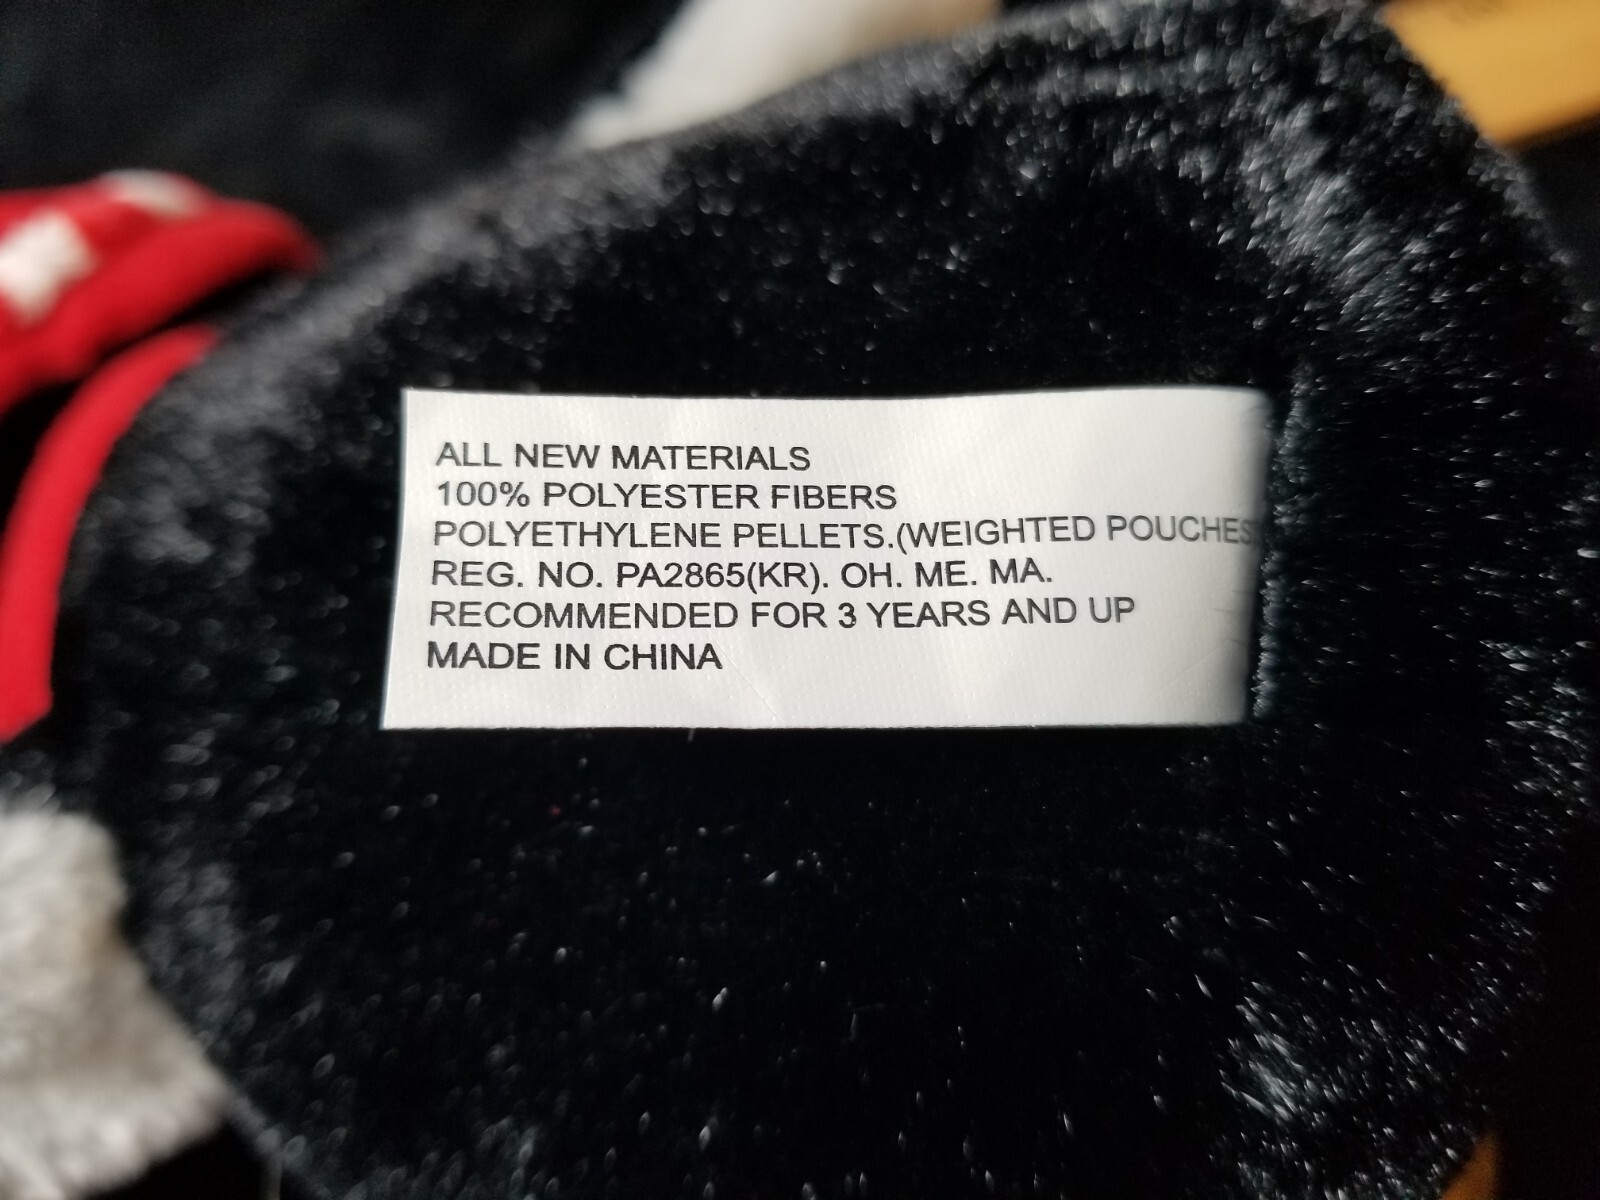 ALL NEW MATERIALS
100% POLYESTER FIBERS
POLYETHYLENE PELLETS.(WEIGHTED POUCHES
REG. NO. PA2865(KR). OH. ME. MA.
RECOMMENDED FOR 3 YEARS AND UP
MADE IN CHINA